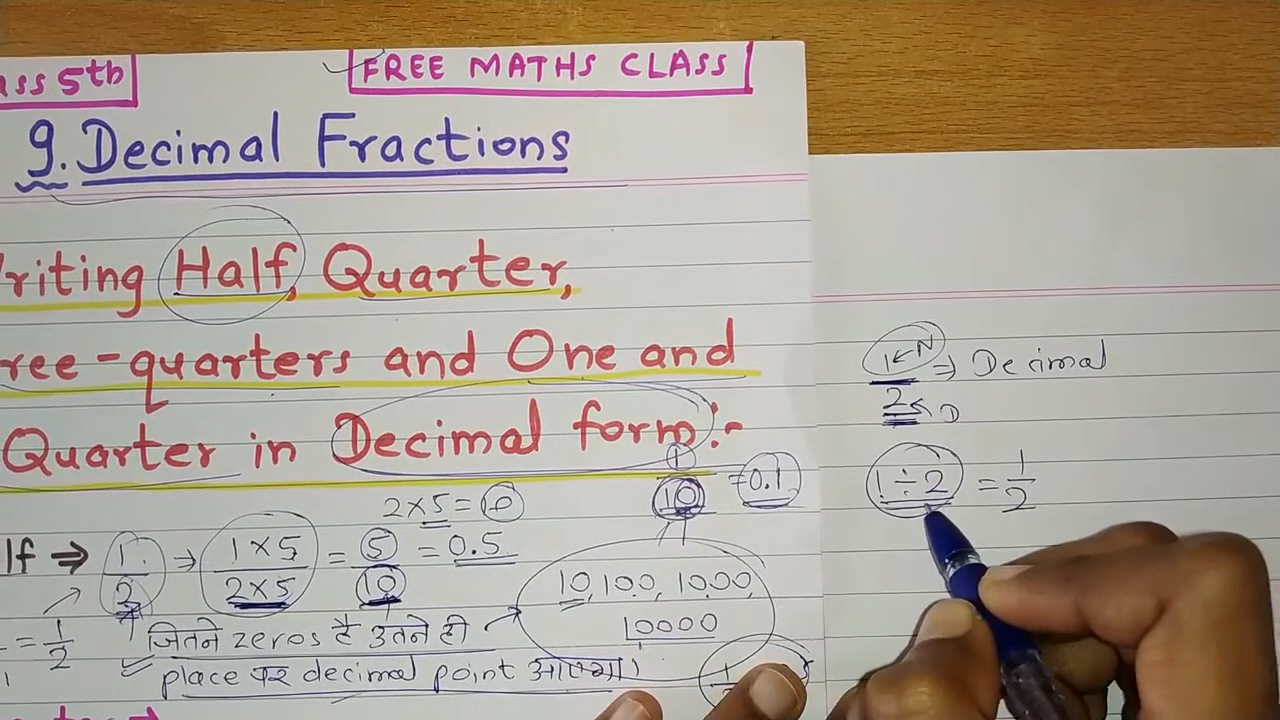 ass 5th
FREE MATHS CLASS
9. Decimal Fractions
riting Half, Quarter,
ree-quarters and One and
Quarter in Decimal form:-
2×5=10
1/10 = 0.1
lf ⇒ 1/2 → 1×5/2×5 = 5/10 = 0.5
10, 100, 1000,
10000
= 1/2
जितने zeros है उतने ही
place पर decimal point आएगा।
1←N ⇒ Decimal
2←D
1÷2 = 1/2